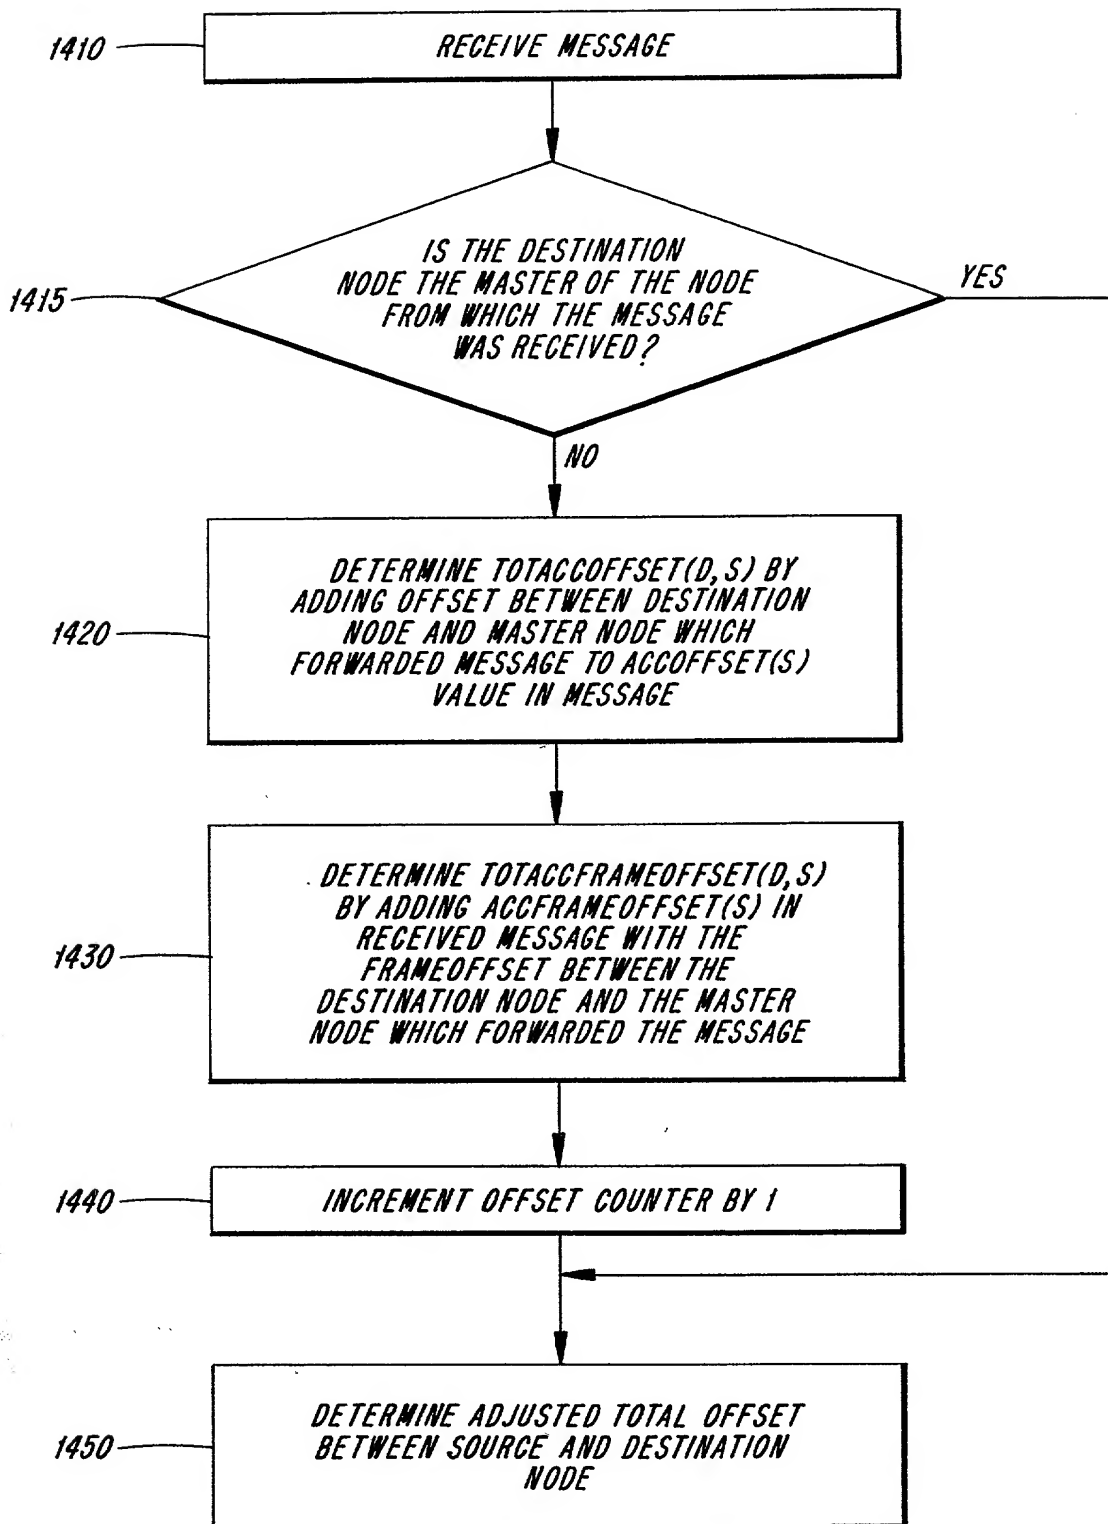 1410
RECEIVE MESSAGE
IS THE DESTINATION
NODE THE MASTER OF THE NODE
FROM WHICH THE MESSAGE
WAS RECEIVED?
1415
YES
NO
1420
DETERMINE TOTACCOFFSET(D,S) BY
ADDING OFFSET BETWEEN DESTINATION
NODE AND MASTER NODE WHICH
FORWARDED MESSAGE TO ACCOFFSET(S)
VALUE IN MESSAGE
1430
DETERMINE TOTACCFRAMEOFFSET(D,S)
BY ADDING ACCFRAMEOFFSET(S) IN
RECEIVED MESSAGE WITH THE
FRAMEOFFSET BETWEEN THE
DESTINATION NODE AND THE MASTER
NODE WHICH FORWARDED THE MESSAGE
1440
INCREMENT OFFSET COUNTER BY 1
1450
DETERMINE ADJUSTED TOTAL OFFSET
BETWEEN SOURCE AND DESTINATION
NODE